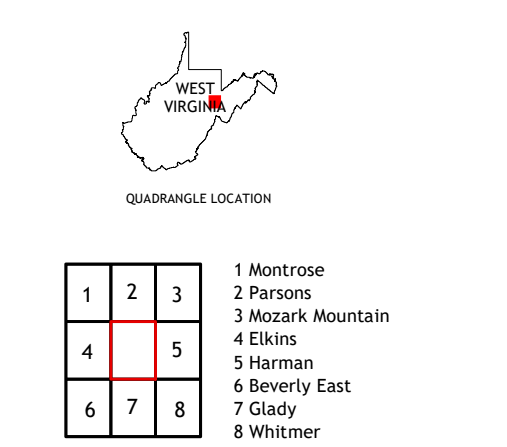 WEST
VIRGINIA
QUADRANGLE LOCATION
1 2 3
4 5
6 7 8
1 Montrose
2 Parsons
3 Mozark Mountain
4 Elkins
5 Harman
6 Beverly East
7 Glady
8 Whitmer